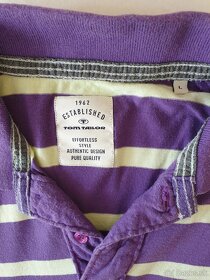 1962
ESTABLISHED
TOM TAILOR
EFFORTLESS
STYLE
AUTHENTIC DESIGN
PURE QUALITY
L